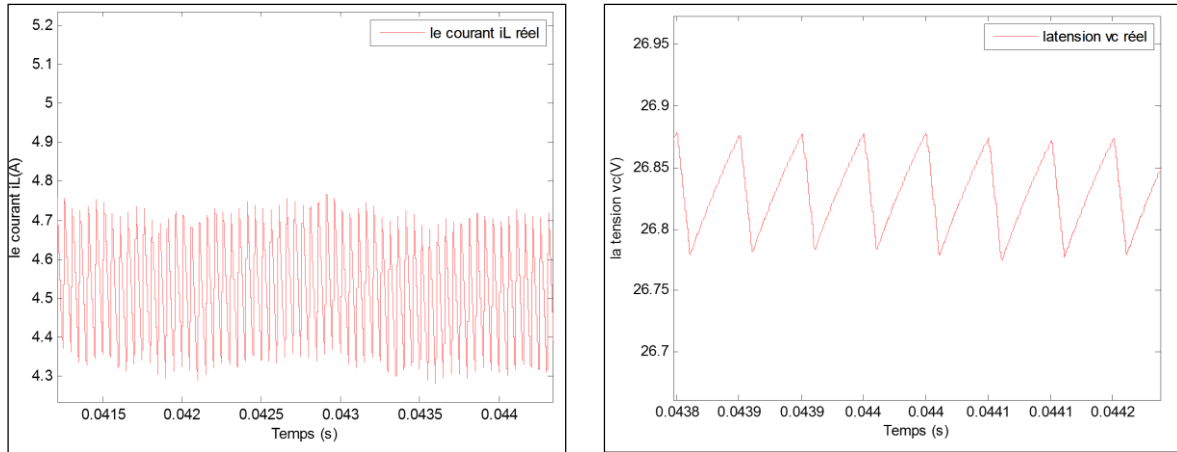 5.2
5.1
5
4.9
4.8
4.7
4.6
4.5
4.4
4.3
le courant iL(A)
le courant iL réel
0.0415 0.042 0.0425 0.043 0.0435 0.044
Temps (s)
26.95
26.9
26.85
26.8
26.75
26.7
la tension vc(V)
latension vc réel
0.0438 0.0439 0.0439 0.044 0.044 0.0441 0.0441 0.0442
Temps (s)